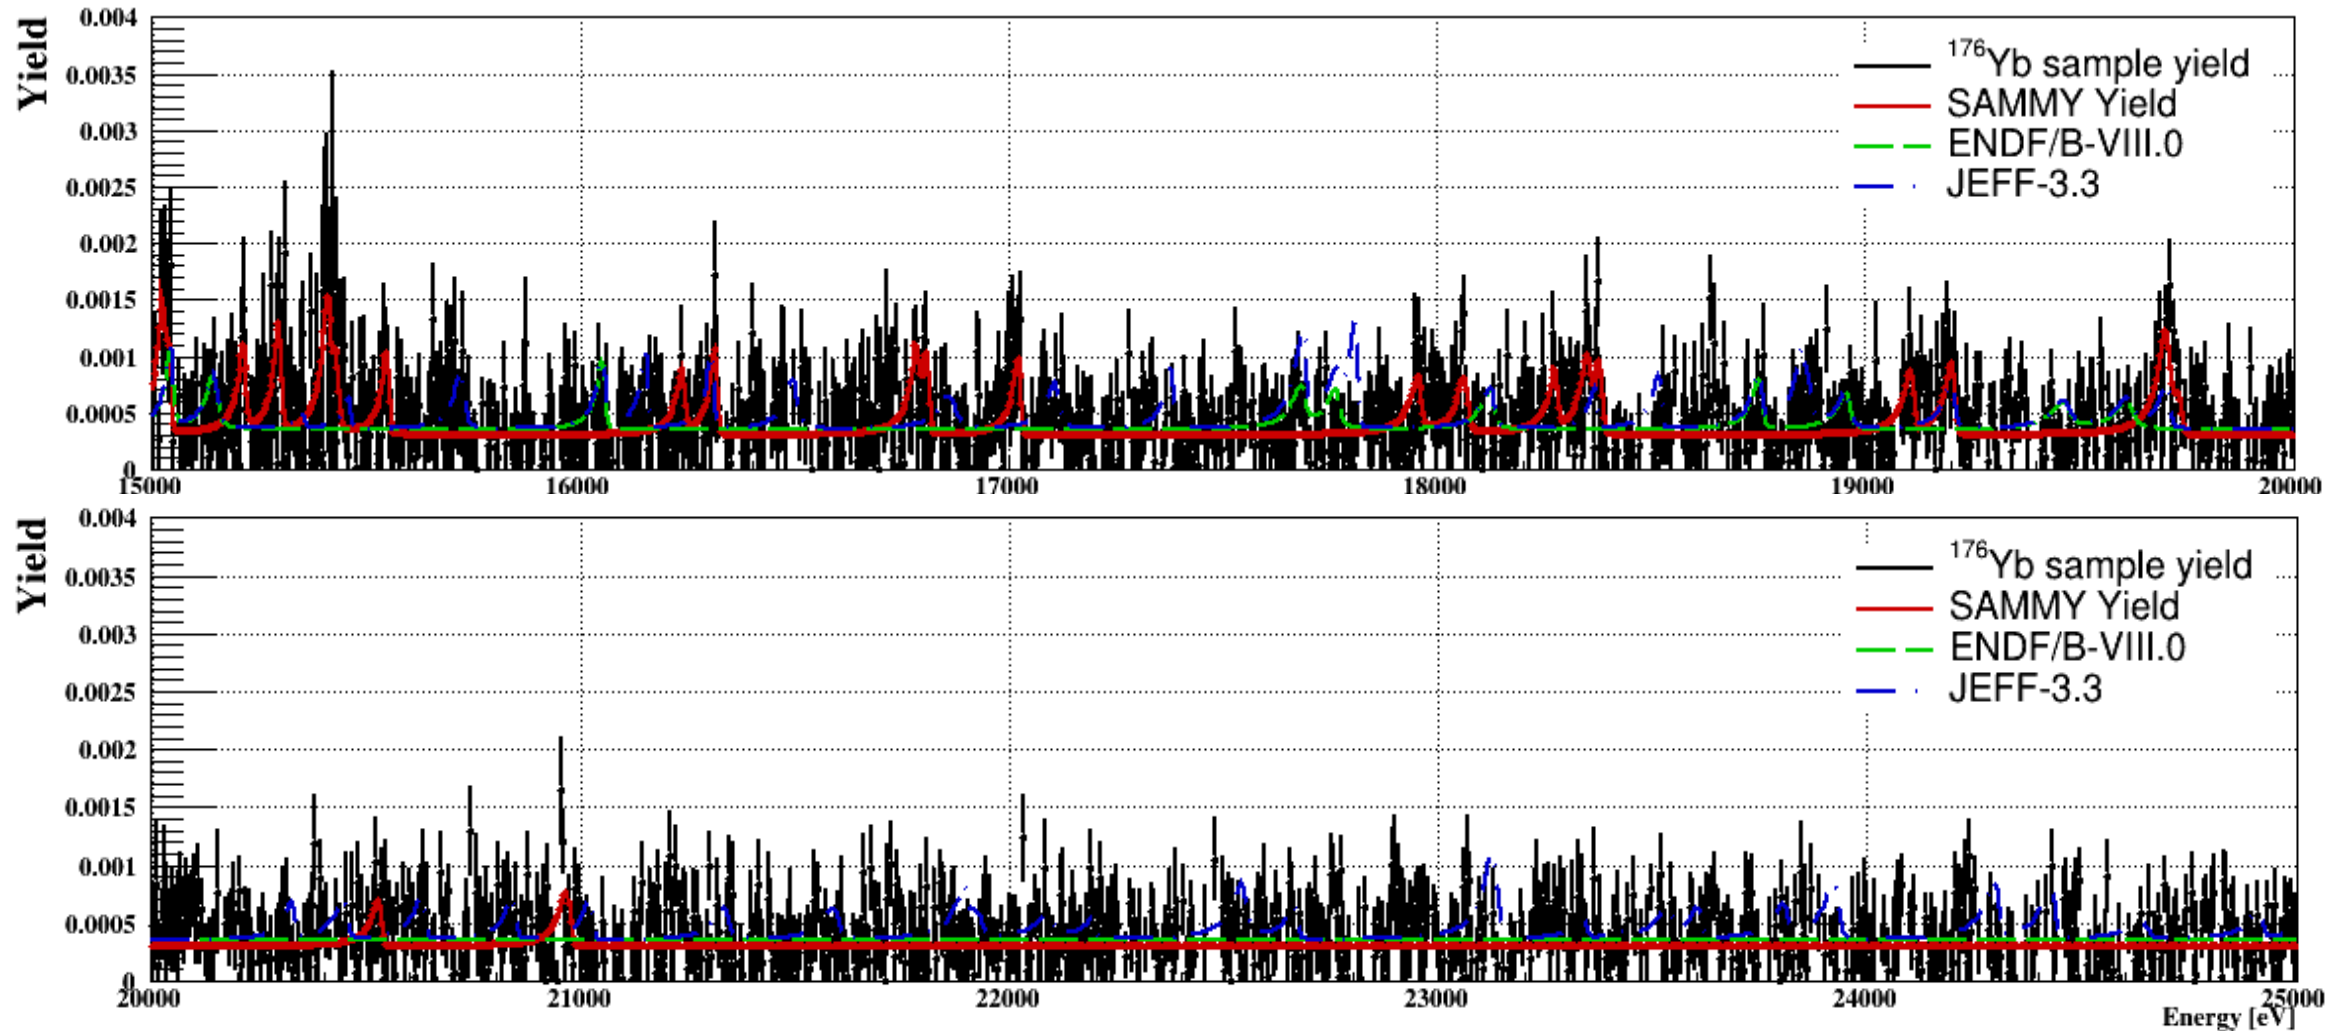 Yield
0.004
0.0035
0.003
0.0025
0.002
0.0015
0.001
0.0005
0
¹⁷⁶Yb sample yield
SAMMY Yield
ENDF/B-VIII.0
JEFF-3.3
15000 16000 17000 18000 19000 20000
Yield
0.004
0.0035
0.003
0.0025
0.002
0.0015
0.001
0.0005
0
¹⁷⁶Yb sample yield
SAMMY Yield
ENDF/B-VIII.0
JEFF-3.3
20000 21000 22000 23000 24000 25000
Energy [eV]